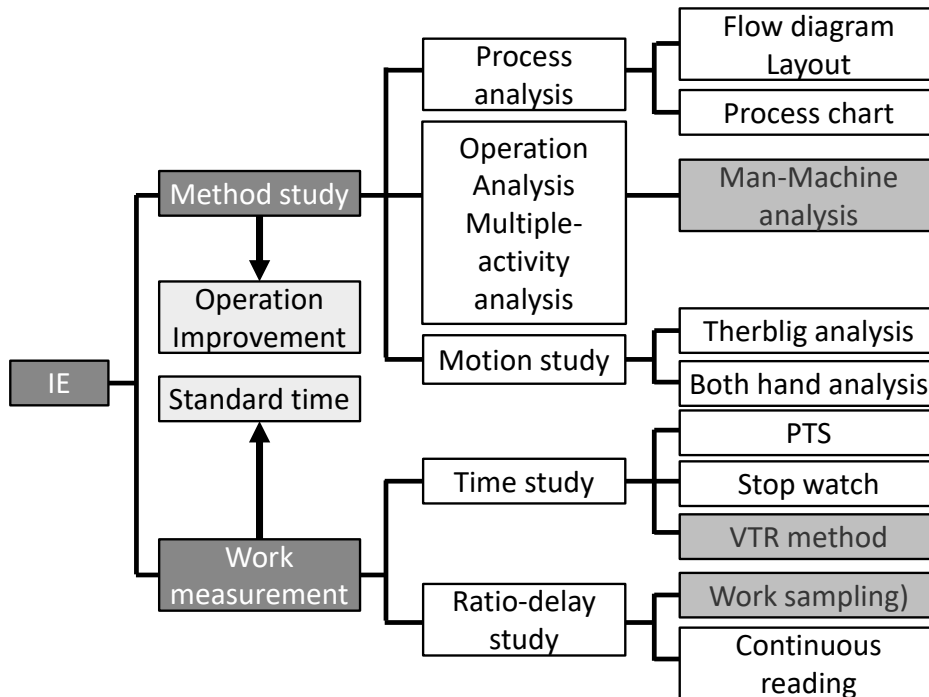 Flow diagram
Layout
Process
analysis
Process chart
Operation
Analysis
Multiple-
activity
analysis
Man-Machine
analysis
Method study
Operation
Improvement
Therblig analysis
Motion study
Both hand analysis
IE
Standard time
PTS
Time study
Stop watch
VTR method
Work
measurement
Work sampling)
Ratio-delay
study
Continuous
reading